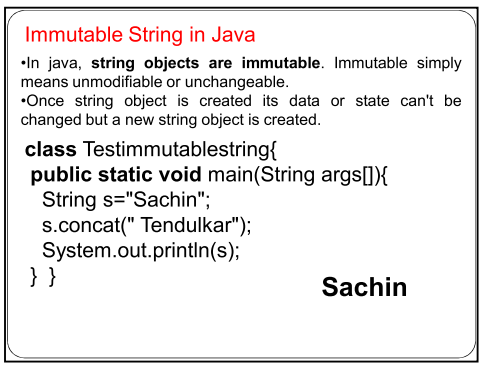 Immutable String in Java
•In java, string objects are immutable. Immutable simply
means unmodifiable or unchangeable.
•Once string object is created its data or state can't be
changed but a new string object is created.
class Testimmutablestring{
public static void main(String args[]){
String s="Sachin";
s.concat(" Tendulkar");
System.out.println(s);
} }
Sachin